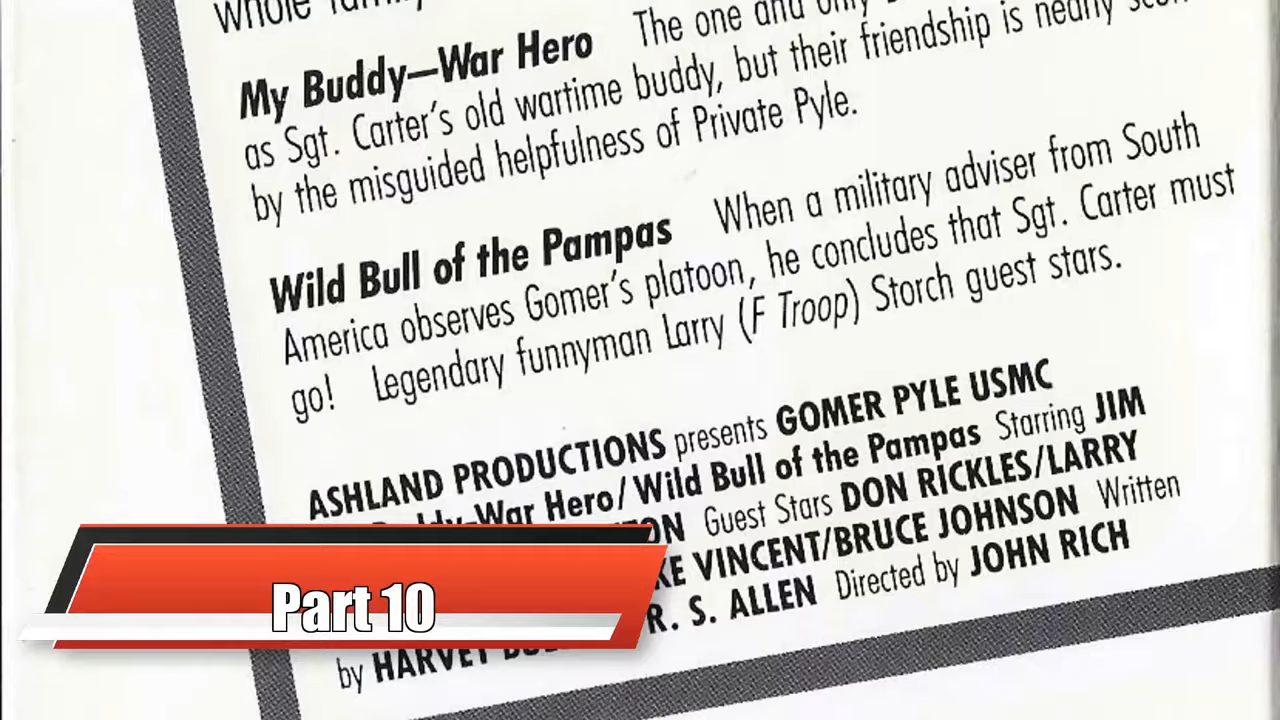 whole
My Buddy—War Hero The one and only
as Sgt. Carter's old wartime buddy, but their friendship is nearly
by the misguided helpfulness of Private Pyle.
Wild Bull of the Pampas When a military adviser from South
America observes Gomer's platoon, he concludes that Sgt. Carter must
go! Legendary funnyman Larry (F Troop) Storch guest stars.
ASHLAND PRODUCTIONS presents GOMER PYLE USMC
Buddy-War Hero/Wild Bull of the Pampas Starring JIM
Guest Stars DON RICKLES/LARRY
VINCENT/BRUCE JOHNSON Written
R. S. ALLEN Directed by JOHN RICH
by HARVEY
Part 10